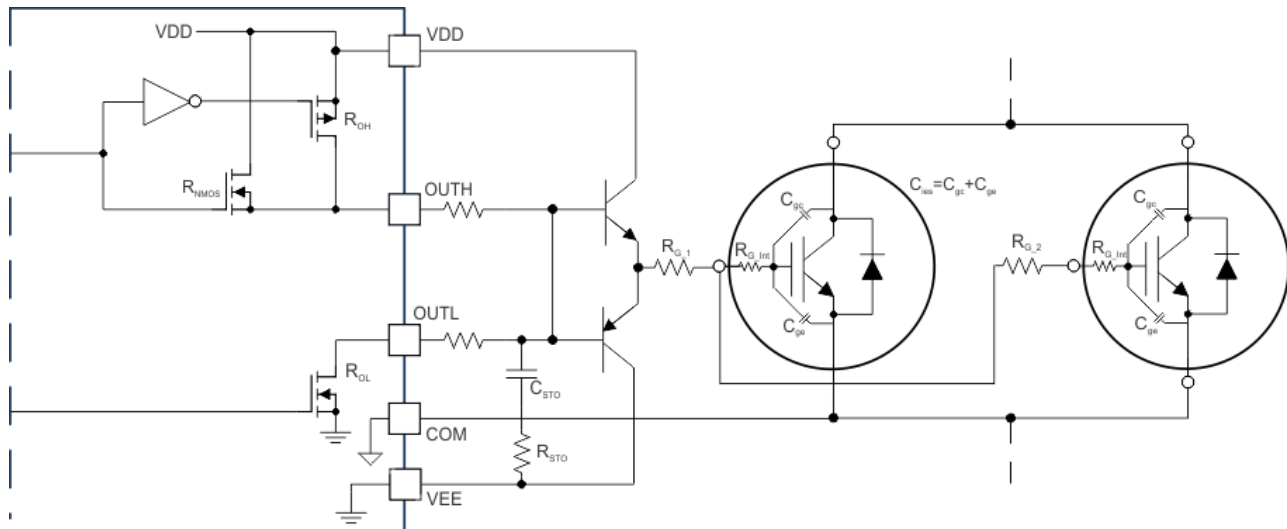 VDD
VDD
R_OH
R_NMOS
OUTH
C_ies=C_gc+C_ge
C_gc
C_gc
R_G_1
R_G_Int
R_G_2
R_G_Int
C_ge
C_ge
OUTL
R_OL
C_STO
COM
R_STO
VEE